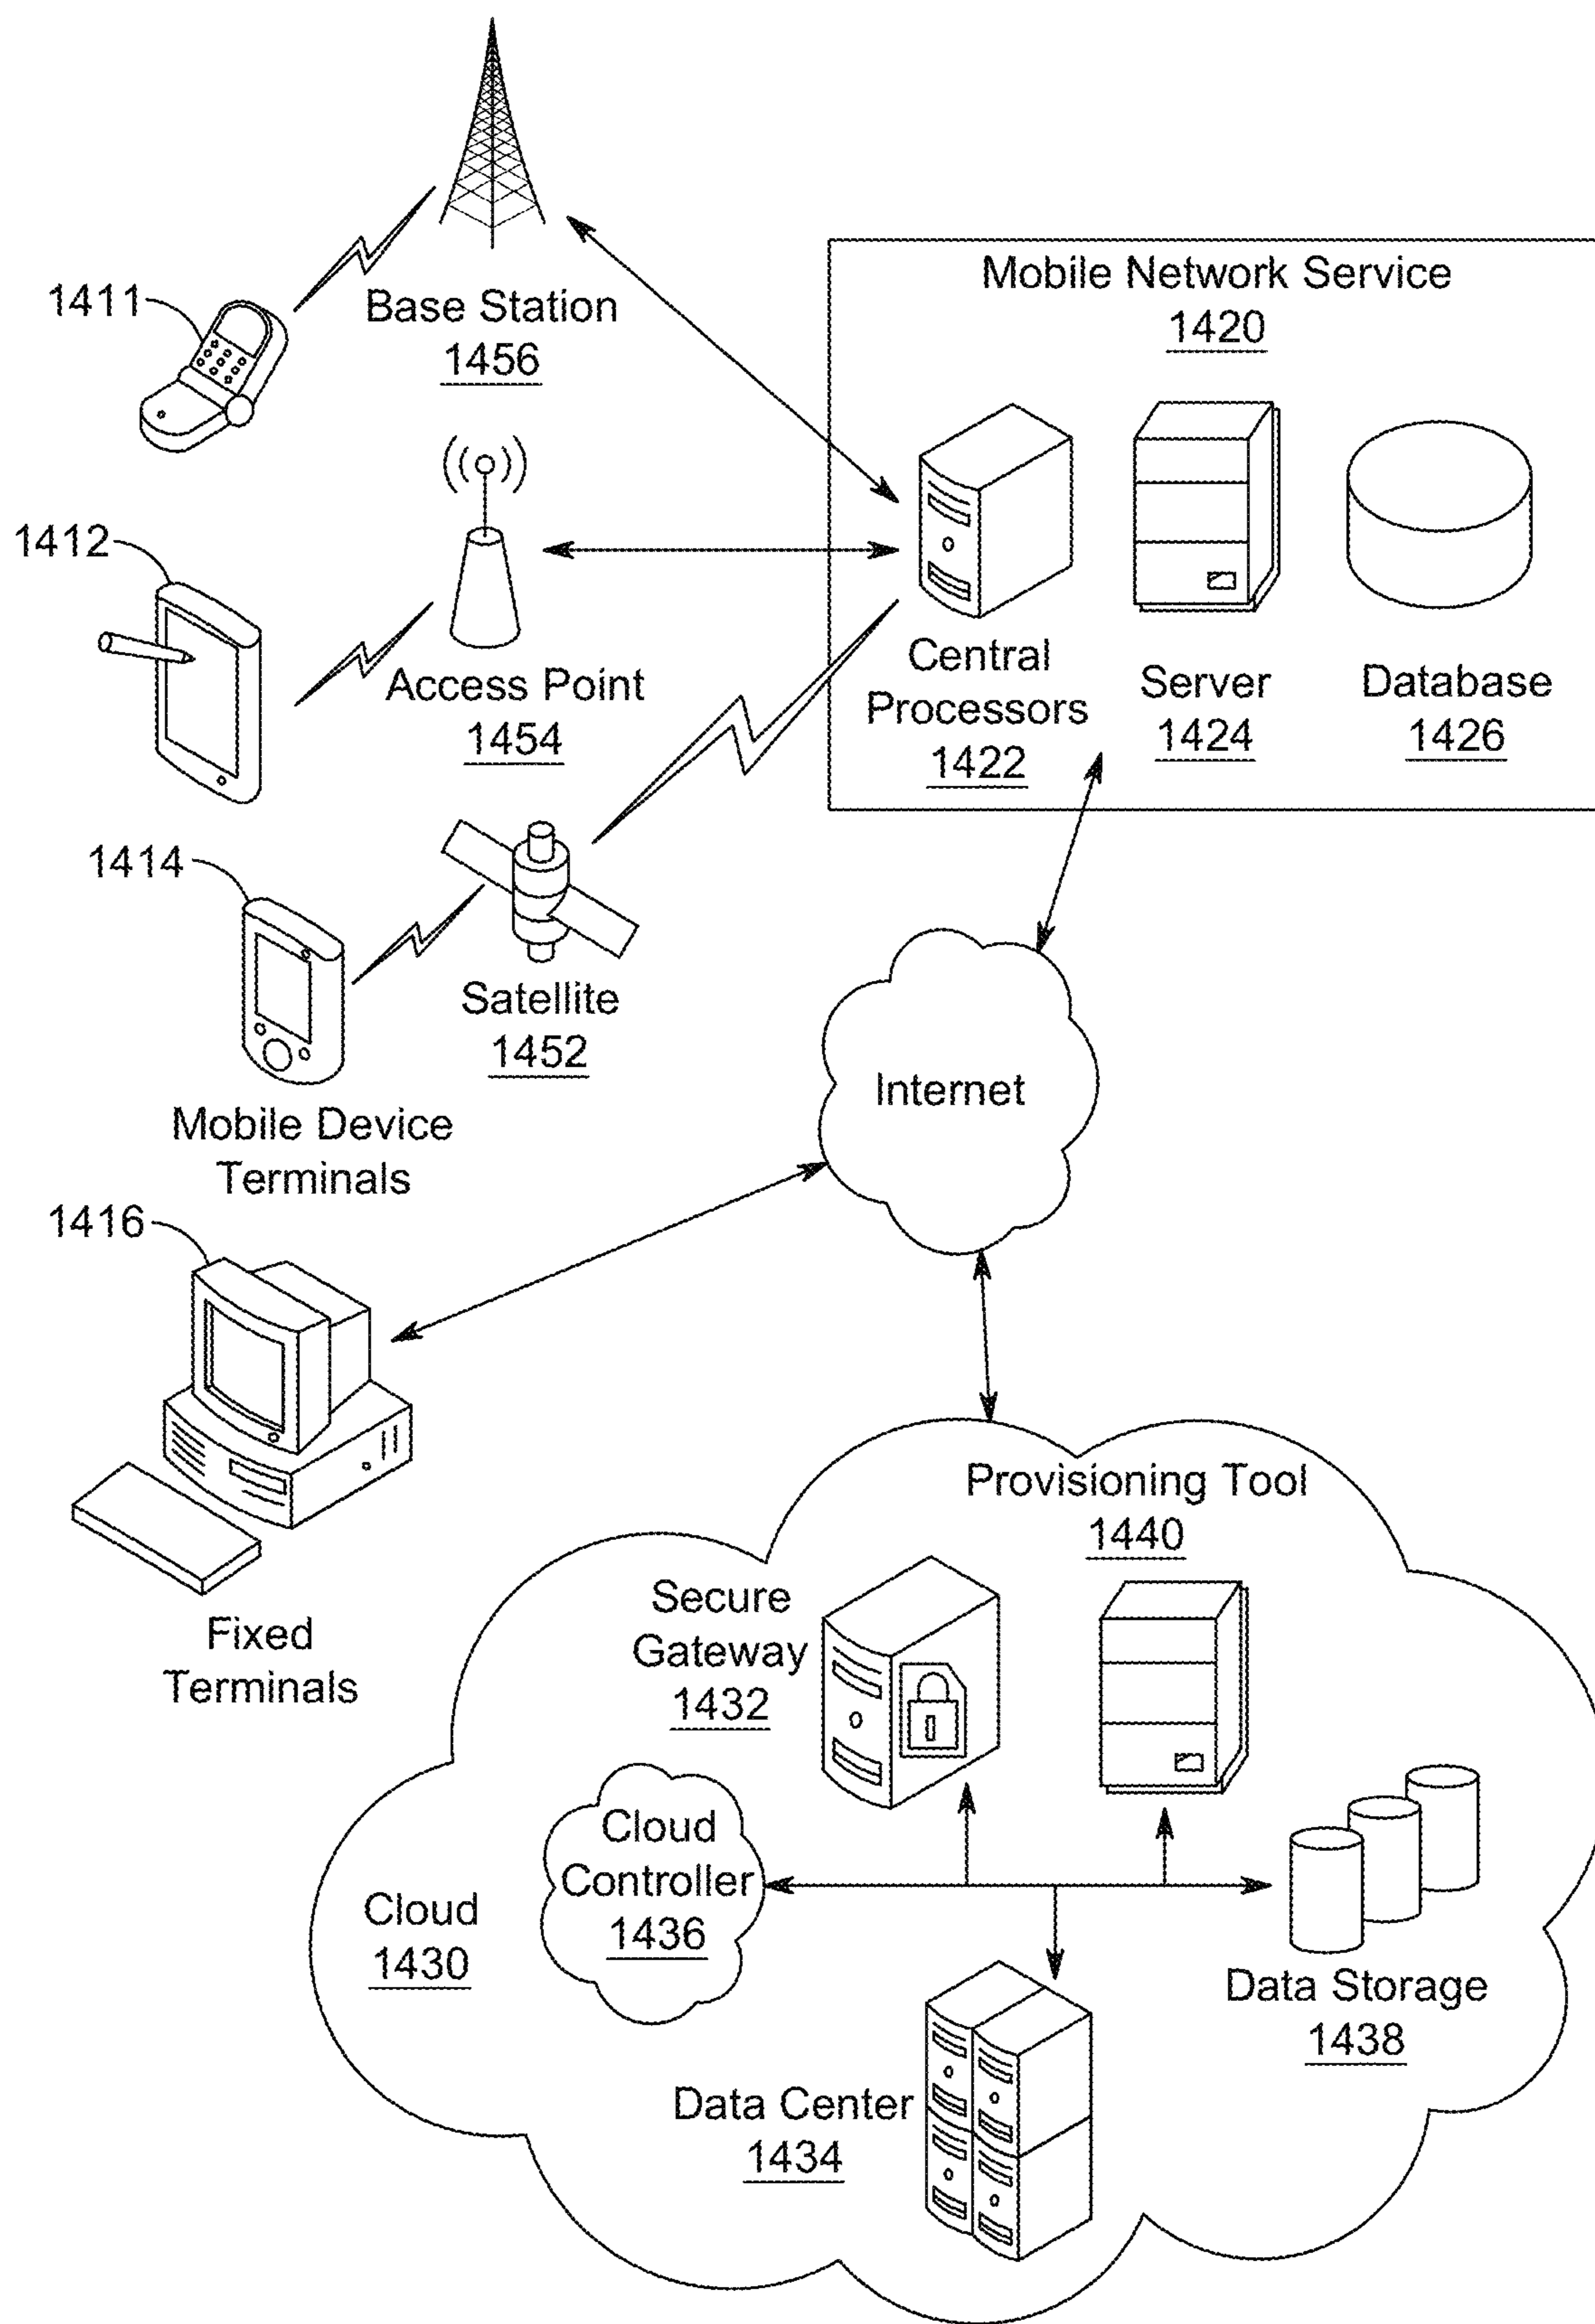 1411
Base Station
1456
Mobile Network Service
1420
1412
Access Point
1454
Central
Processors
1422
Server
1424
Database
1426
1414
Satellite
1452
Mobile Device
Terminals
Internet
1416
Fixed
Terminals
Provisioning Tool
1440
Secure
Gateway
1432
Cloud
Controller
1436
Cloud
1430
Data Storage
1438
Data Center
1434